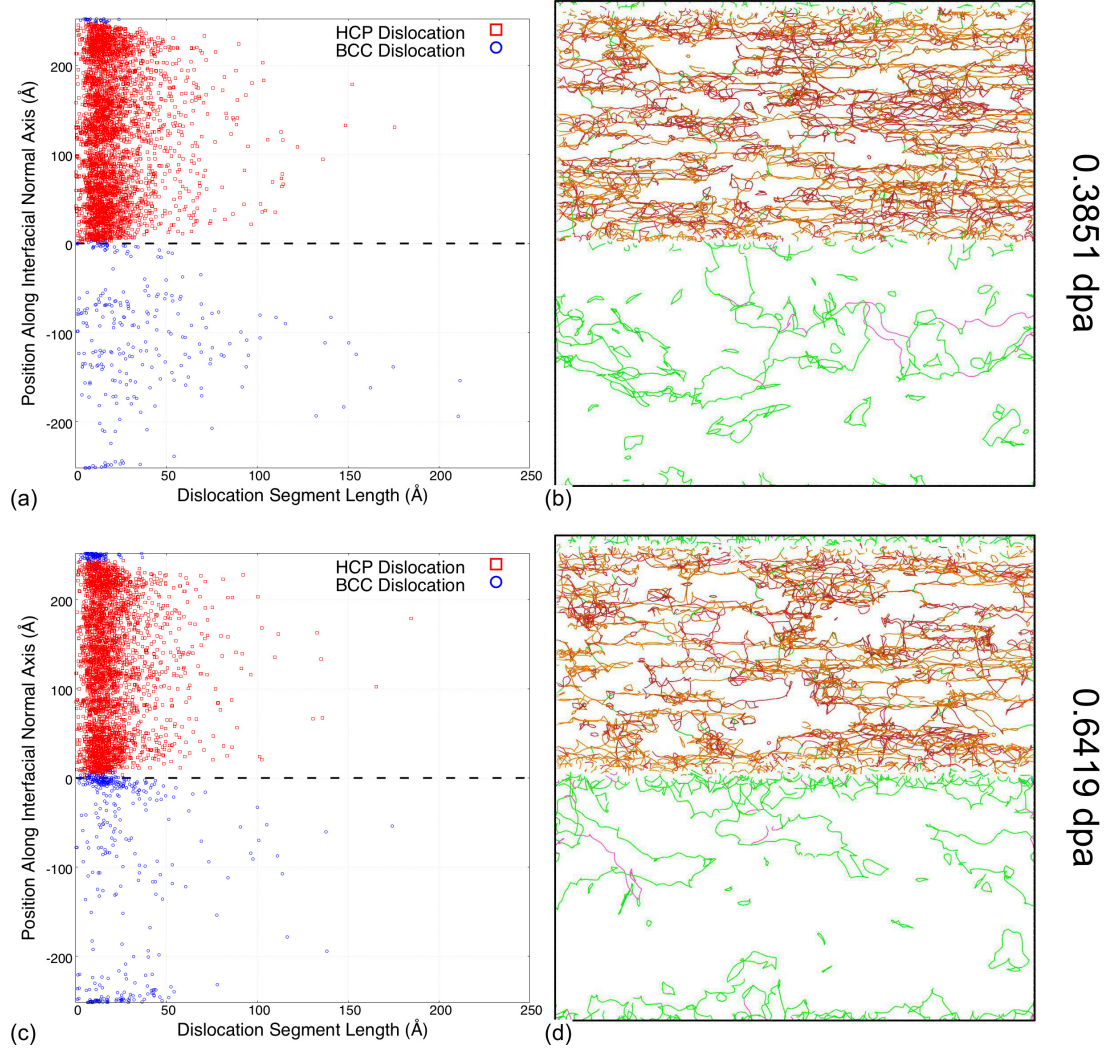 HCP Dislocation
BCC Dislocation
Position Along Interfacial Normal Axis (Å)
200
100
0
-100
-200
0
50
100
150
200
250
Dislocation Segment Length (Å)
(a)
(b)
0.3851 dpa
HCP Dislocation
BCC Dislocation
Position Along Interfacial Normal Axis (Å)
200
100
0
-100
-200
0
50
100
150
200
250
Dislocation Segment Length (Å)
(c)
(d)
0.6419 dpa